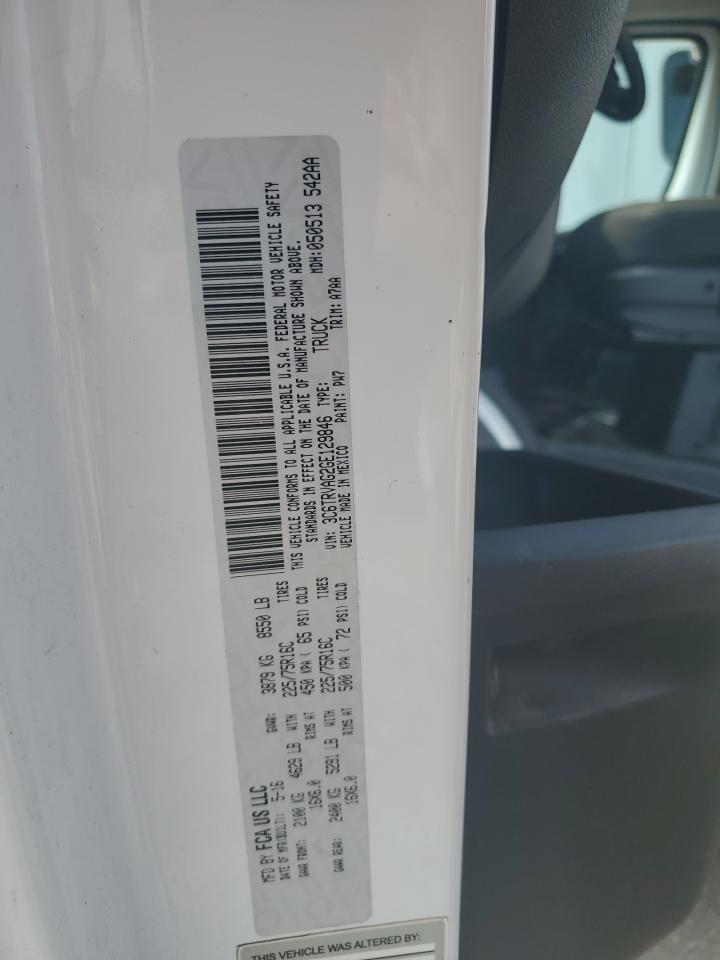 MFD BY FCA US LLC
DATE OF MFR(BUILT): 5-16 GVWR: 3879 KG 8550 LB
GAWR FRONT: 2100 KG 4629 LB WITH 225/75R16C TIRES
16X6.0 RIMS AT 450 KPA ( 65 PSI) COLD
GAWR REAR: 2400 KG 5291 LB WITH 225/75R16C TIRES
16X6.0 RIMS AT 500 KPA ( 72 PSI) COLD
THIS VEHICLE CONFORMS TO ALL APPLICABLE U.S.A. FEDERAL MOTOR VEHICLE SAFETY
STANDARDS IN EFFECT ON THE DATE OF MANUFACTURE SHOWN ABOVE.
VIN: 3C6TRVAG2GE129846 TYPE: TRUCK MDH:050513 542AA
VEHICLE MADE IN MEXICO PAINT: PW7 TRIM: A7AA
THIS VEHICLE WAS ALTERED BY: